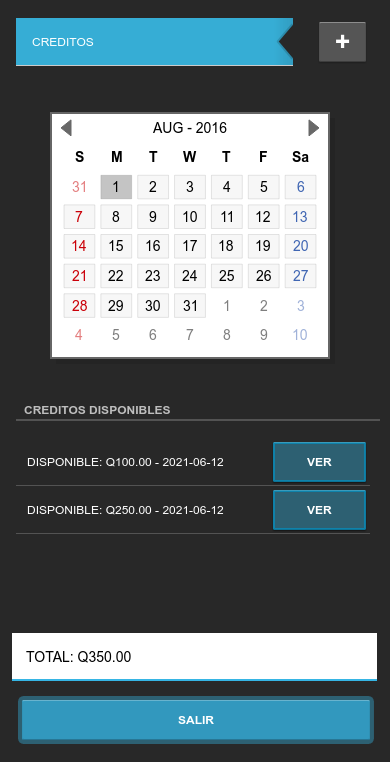 CREDITOS
AUG - 2016
S M T W T F Sa
31 1 2 3 4 5 6
7 8 9 10 11 12 13
14 15 16 17 18 19 20
21 22 23 24 25 26 27
28 29 30 31 1 2 3
4 5 6 7 8 9 10
CREDITOS DISPONIBLES
DISPONIBLE: Q100.00 - 2021-06-12 VER
DISPONIBLE: Q250.00 - 2021-06-12 VER
TOTAL: Q350.00
SALIR